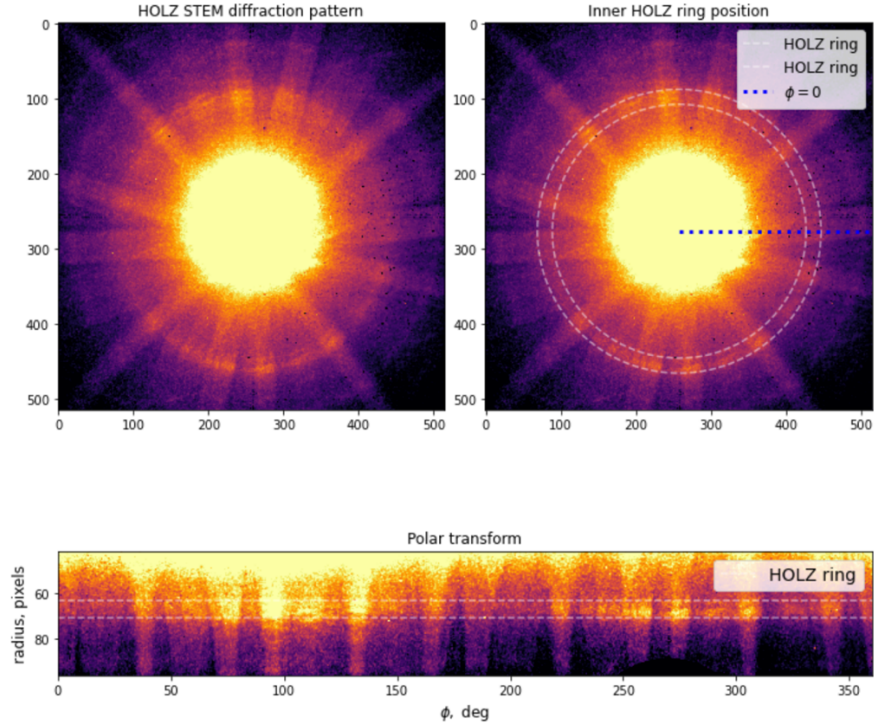 HOLZ STEM diffraction pattern
Inner HOLZ ring position
0
100
200
300
400
500
0 100 200 300 400 500
0
100
200
300
400
500
0 100 200 300 400 500
HOLZ ring
HOLZ ring
ϕ = 0
Polar transform
radius, pixels
60
80
HOLZ ring
0 50 100 150 200 250 300 350
ϕ, deg